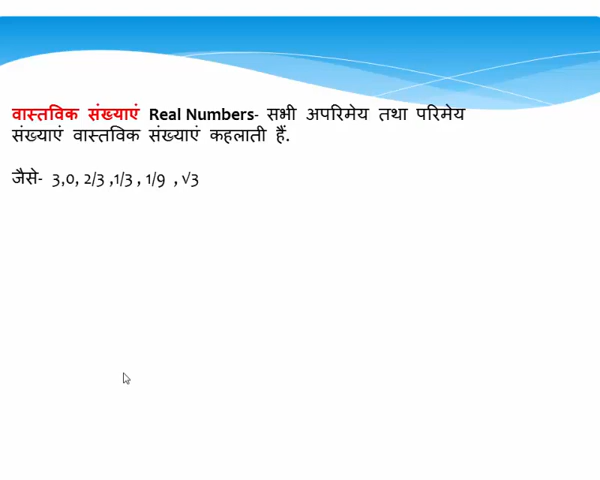 वास्तविक संख्याएं Real Numbers- सभी अपरिमेय तथा परिमेय
संख्याएं वास्तविक संख्याएं कहलाती हैं.
जैसे- 3,0, 2/3 ,1/3 , 1/9 , √3